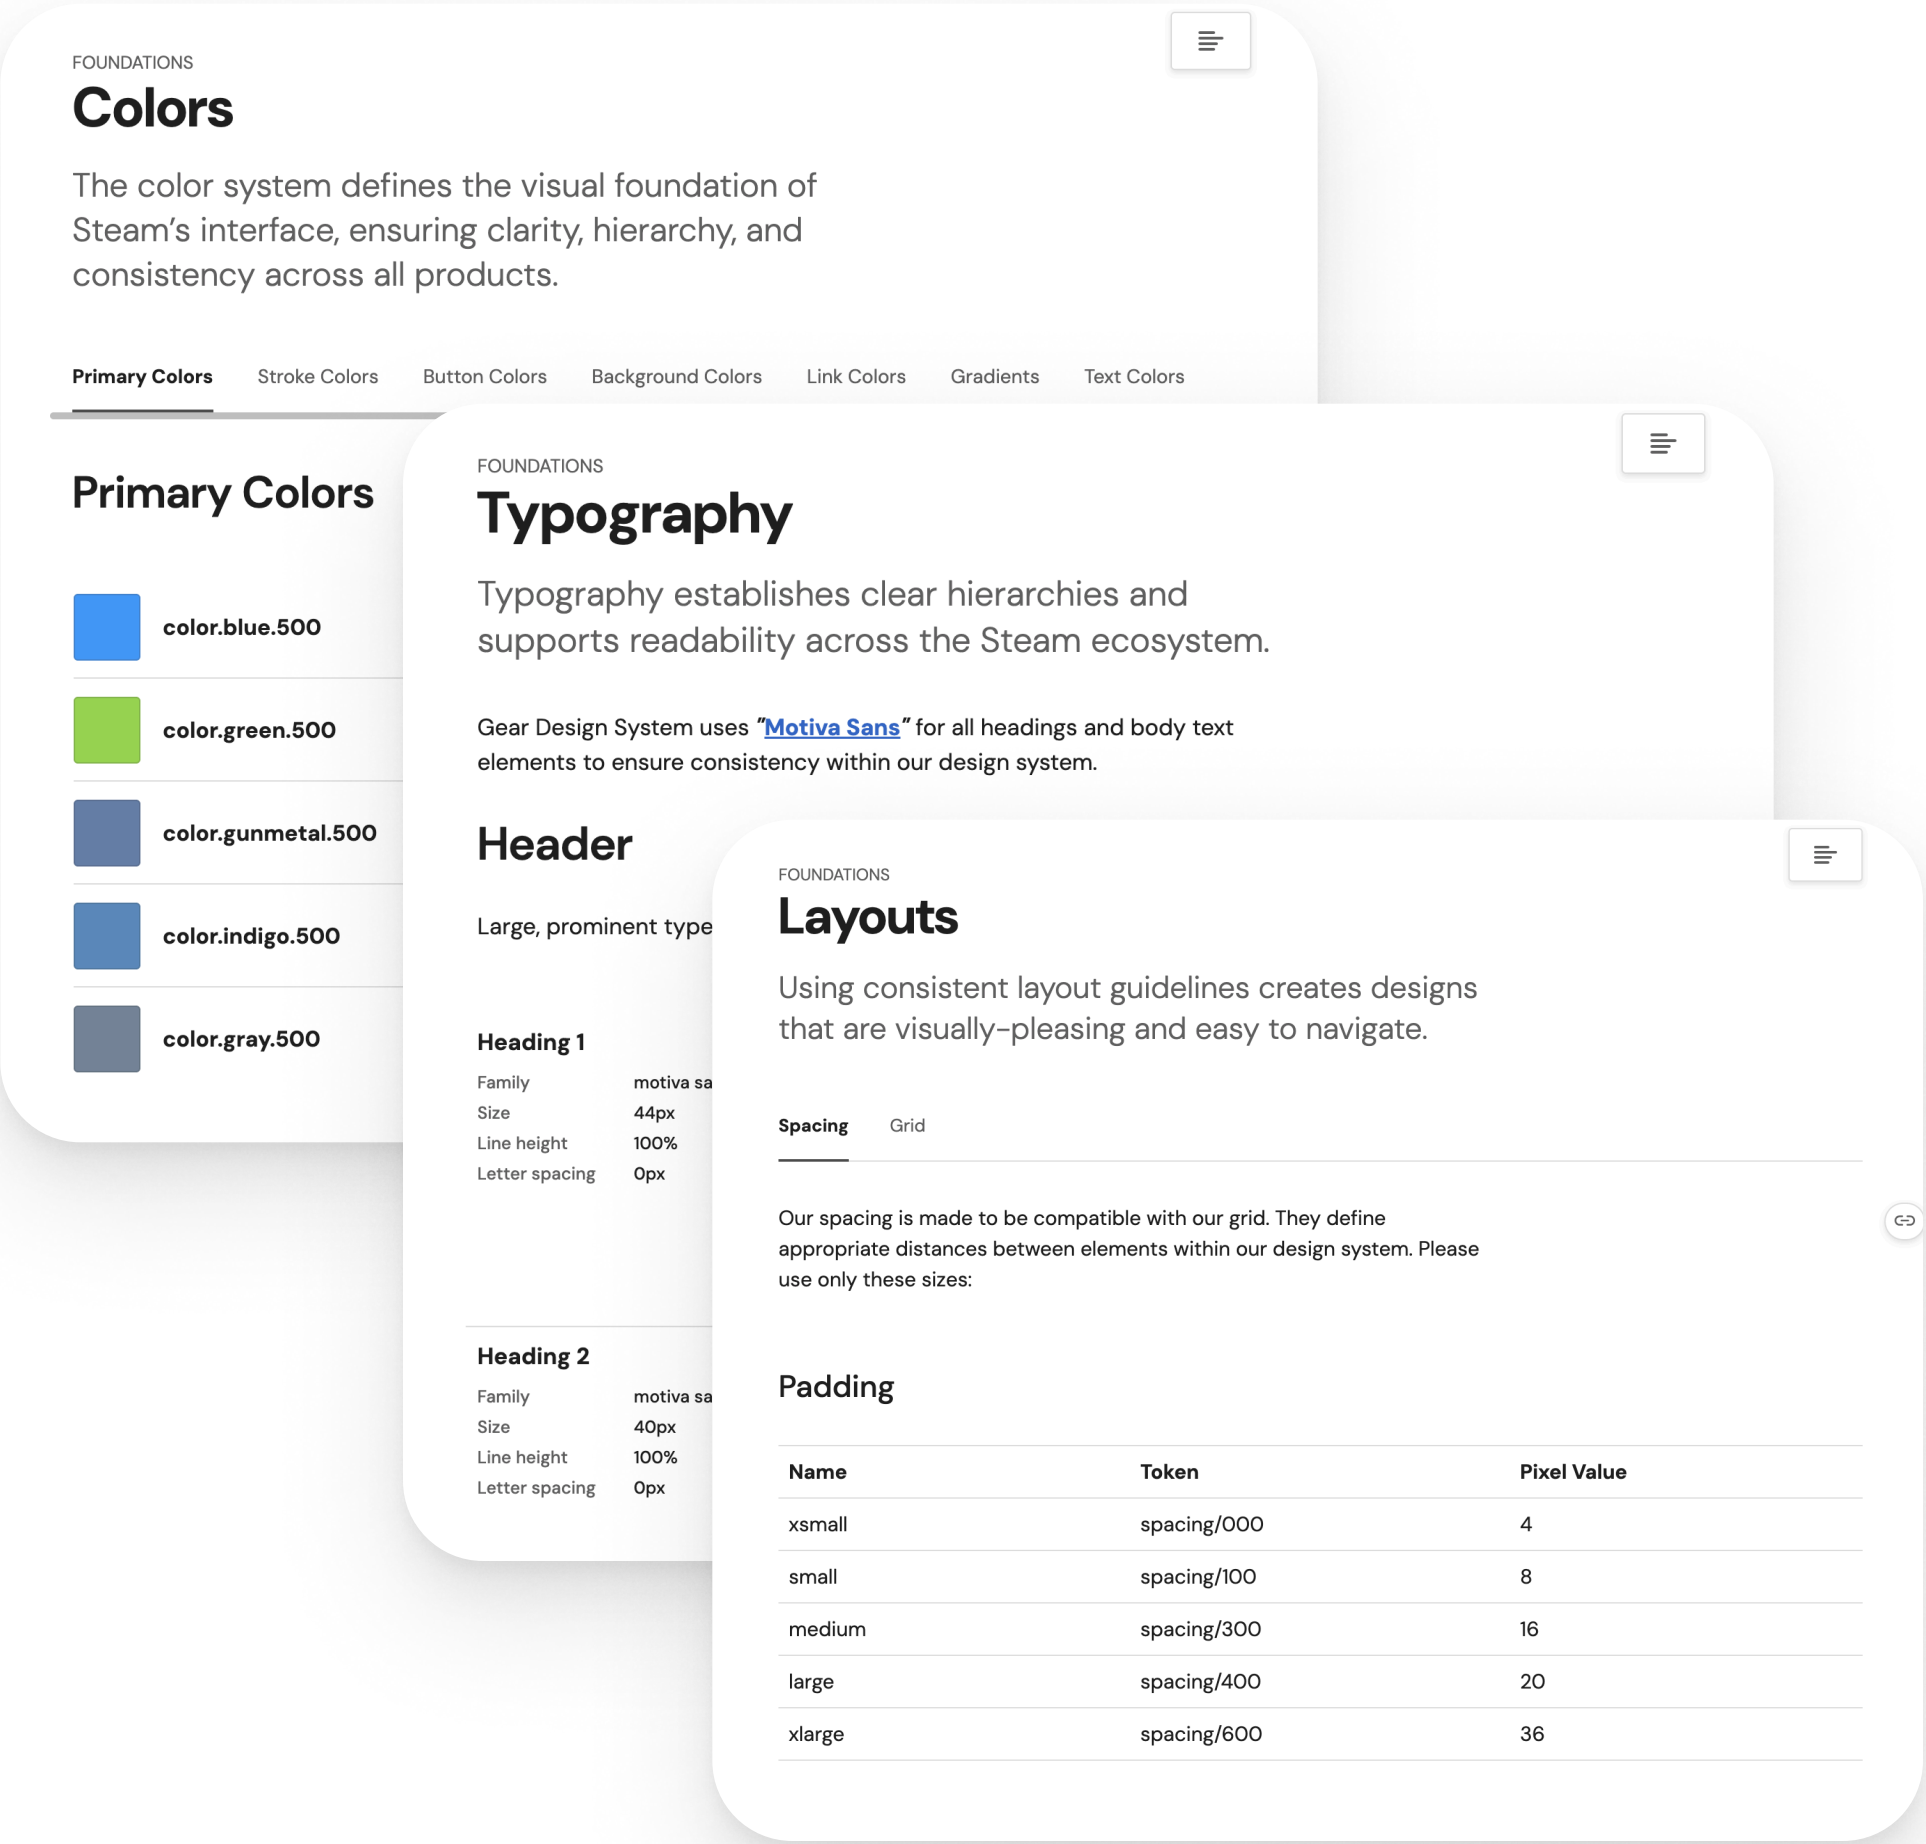 FOUNDATIONS
Colors
The color system defines the visual foundation of
Steam’s interface, ensuring clarity, hierarchy, and
consistency across all products.
Primary Colors Stroke Colors Button Colors Background Colors Link Colors Gradients Text Colors
Primary Colors
color.blue.500
color.green.500
color.gunmetal.500
color.indigo.500
color.gray.500
FOUNDATIONS
Typography
Typography establishes clear hierarchies and
supports readability across the Steam ecosystem.
Gear Design System uses "Motiva Sans" for all headings and body text
elements to ensure consistency within our design system.
Header
Large, prominent type
Heading 1
Family motiva sa
Size 44px
Line height 100%
Letter spacing 0px
Heading 2
Family motiva sa
Size 40px
Line height 100%
Letter spacing 0px
FOUNDATIONS
Layouts
Using consistent layout guidelines creates designs
that are visually-pleasing and easy to navigate.
Spacing Grid
Our spacing is made to be compatible with our grid. They define
appropriate distances between elements within our design system. Please
use only these sizes:
Padding
Name Token Pixel Value
xsmall spacing/000 4
small spacing/100 8
medium spacing/300 16
large spacing/400 20
xlarge spacing/600 36